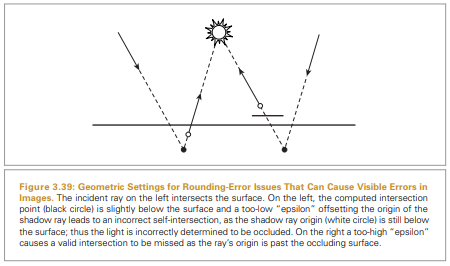 Figure 3.39: Geometric Settings for Rounding-Error Issues That Can Cause Visible Errors in
Images. The incident ray on the left intersects the surface. On the left, the computed intersection
point (black circle) is slightly below the surface and a too-low "epsilon" offsetting the origin of the
shadow ray leads to an incorrect self-intersection, as the shadow ray origin (white circle) is still below
the surface; thus the light is incorrectly determined to be occluded. On the right a too-high "epsilon"
causes a valid intersection to be missed as the ray's origin is past the occluding surface.